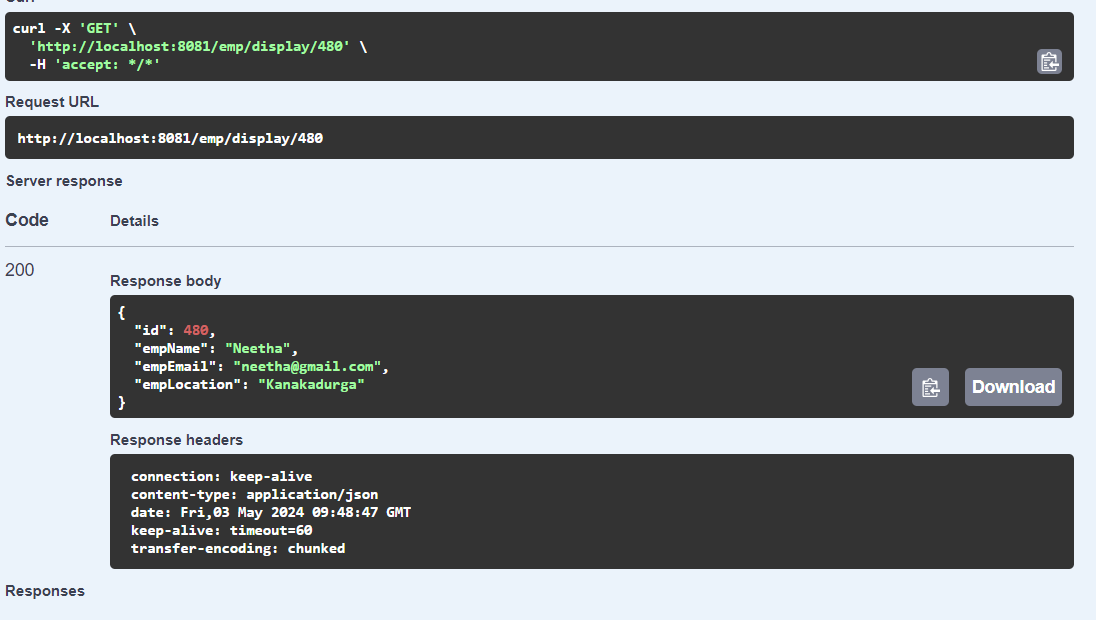 Curl
curl -X 'GET' \
  'http://localhost:8081/emp/display/480' \
  -H 'accept: */*'
Request URL
http://localhost:8081/emp/display/480
Server response
Code Details
200
Response body
{
  "id": 480,
  "empName": "Neetha",
  "empEmail": "neetha@gmail.com",
  "empLocation": "Kanakadurga"
}
Download
Response headers
connection: keep-alive
content-type: application/json
date: Fri,03 May 2024 09:48:47 GMT
keep-alive: timeout=60
transfer-encoding: chunked
Responses